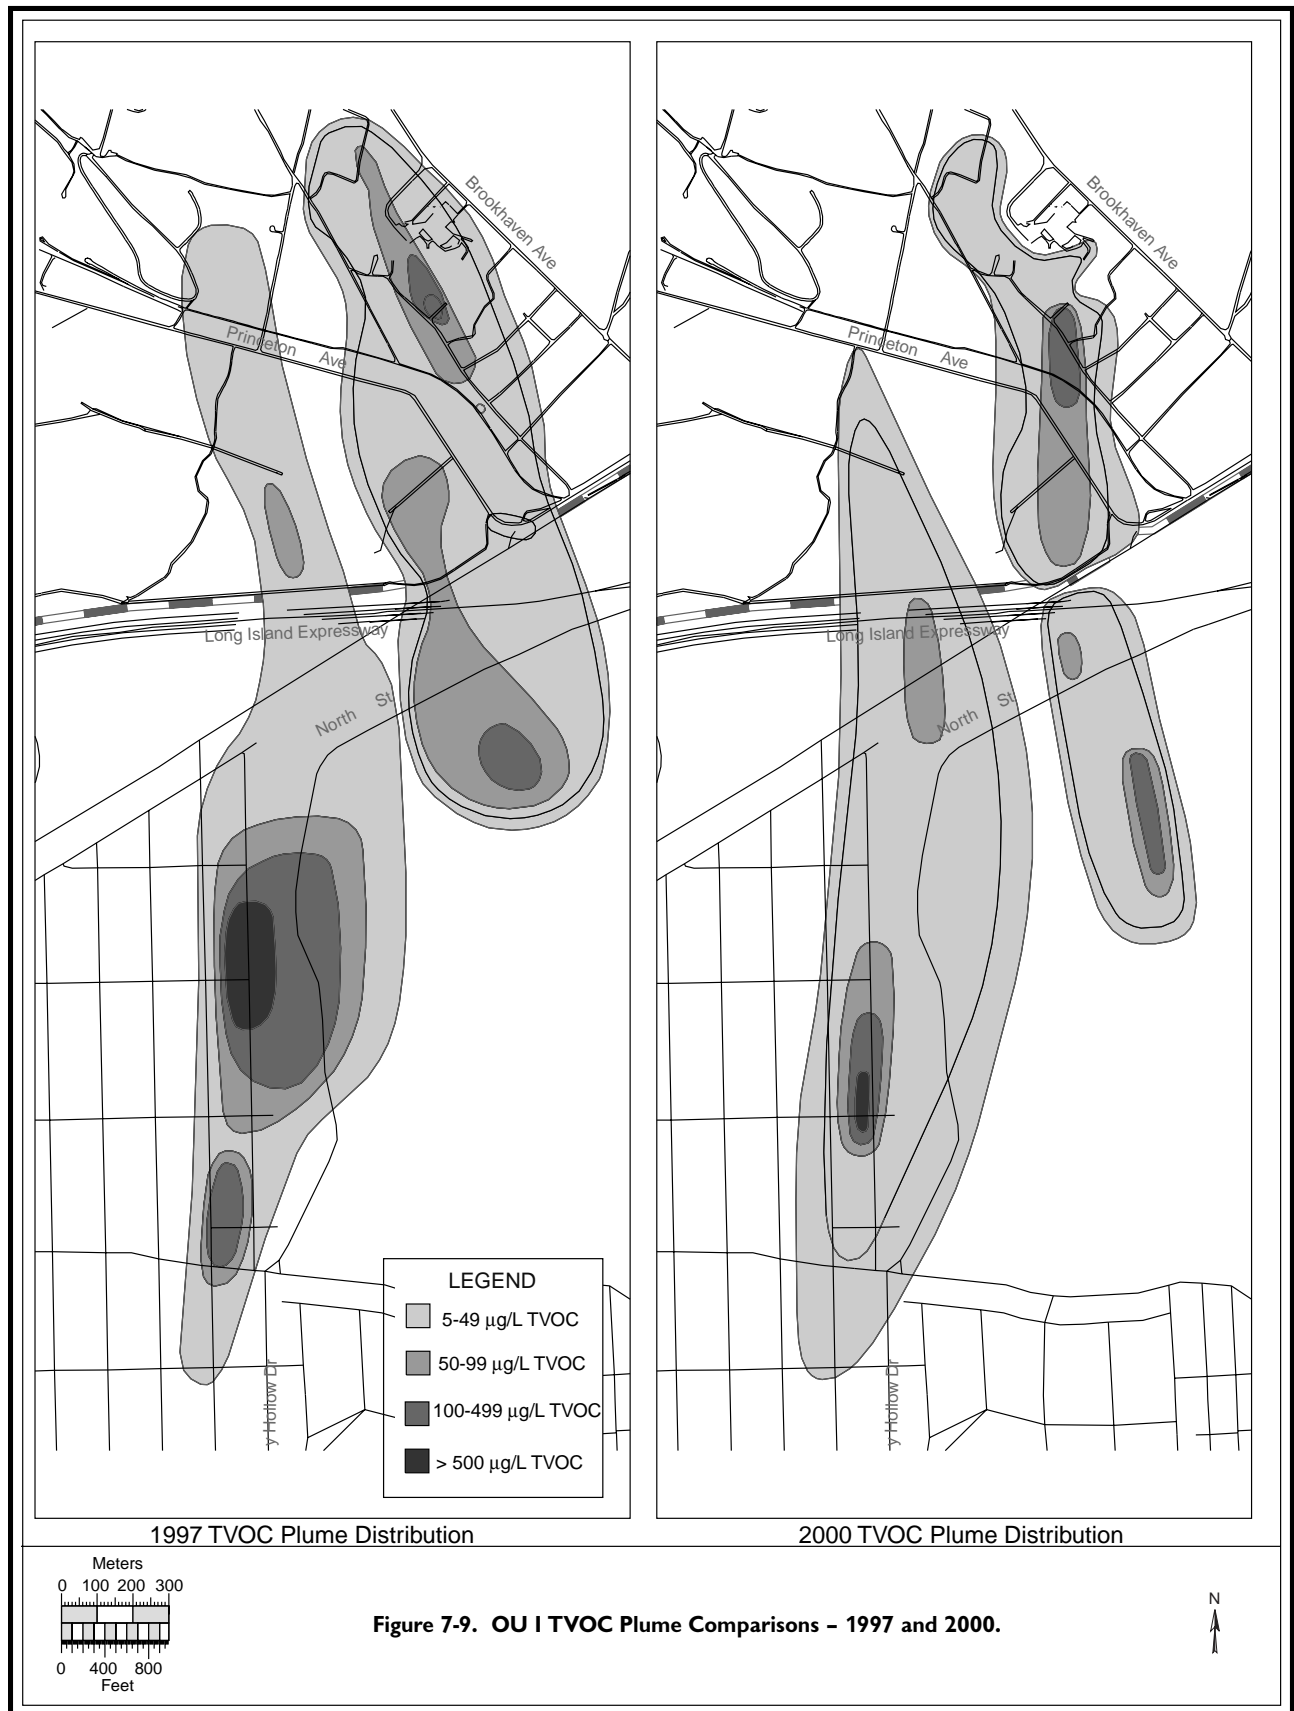 Brookhaven Ave
Princeton Ave
Long Island Expressway
North St
y Hollow Dr
LEGEND
5-49 µg/L TVOC
50-99 µg/L TVOC
100-499 µg/L TVOC
> 500 µg/L TVOC
1997 TVOC Plume Distribution
Brookhaven Ave
Princeton Ave
Long Island Expressway
North St
y Hollow Dr
2000 TVOC Plume Distribution
Meters
0 100 200 300
0 400 800
Feet
Figure 7-9. OU I TVOC Plume Comparisons – 1997 and 2000.
N